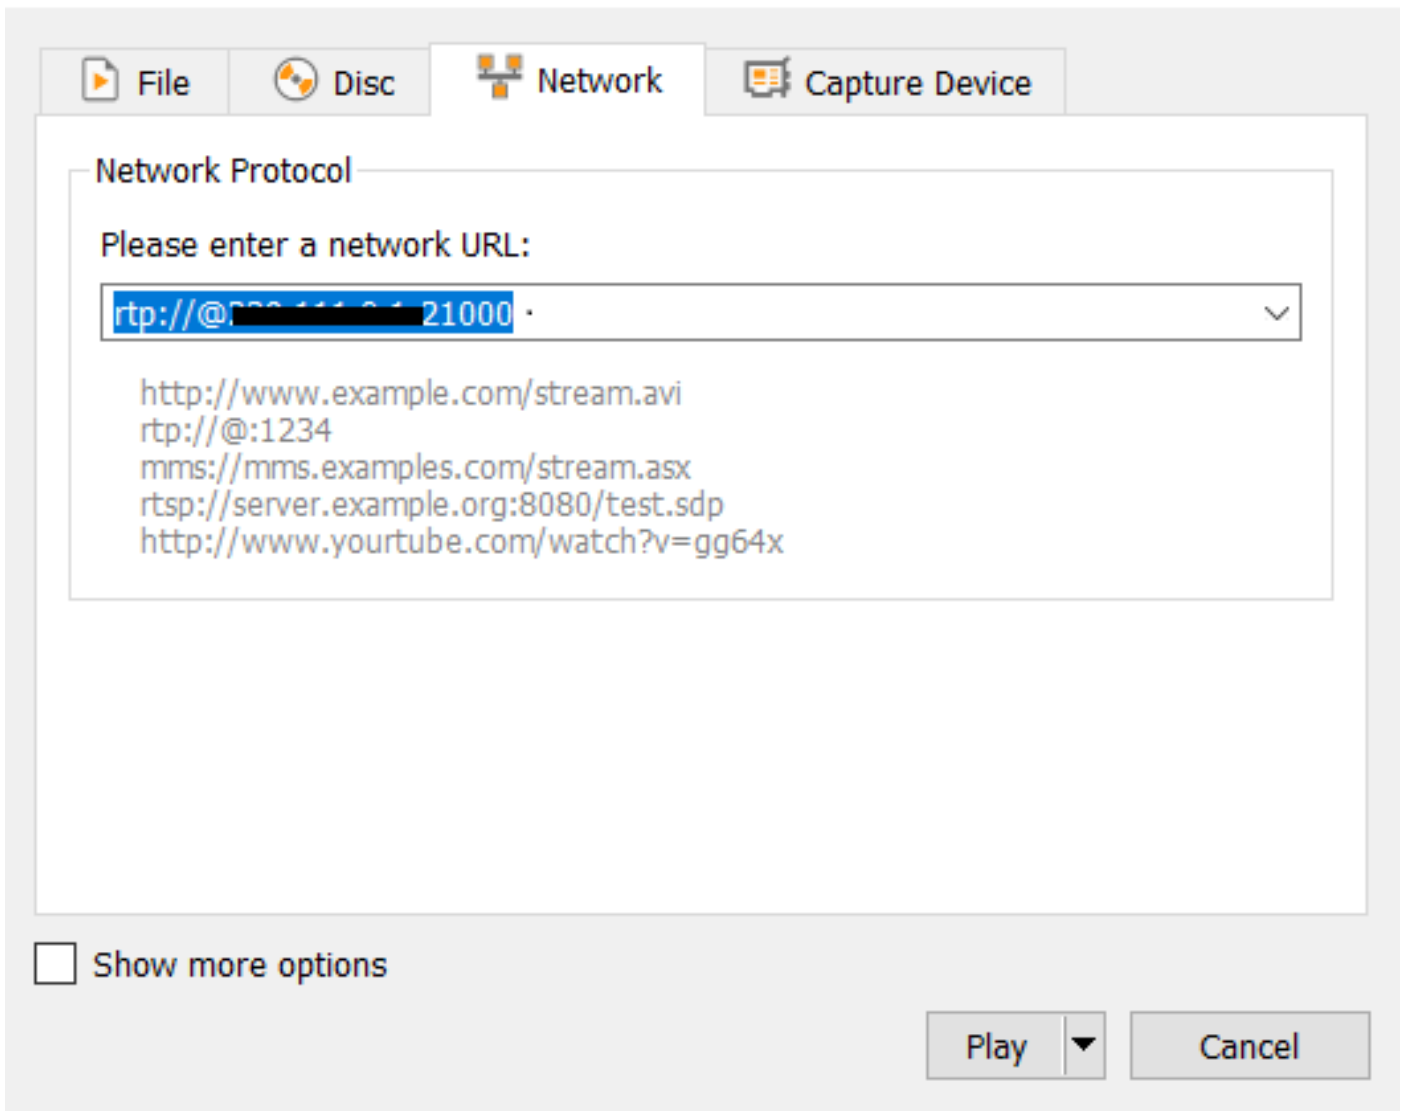 File
Disc
Network
Capture Device
Network Protocol
Please enter a network URL:
rtp://@ 21000
http://www.example.com/stream.avi
rtp://@:1234
mms://mms.examples.com/stream.asx
rtsp://server.example.org:8080/test.sdp
http://www.yourtube.com/watch?v=gg64x
Show more options
Play
Cancel